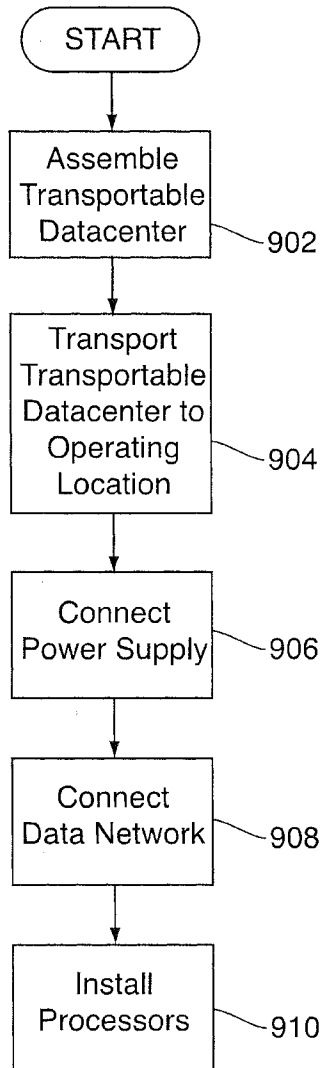 START
Assemble
Transportable
Datacenter
902
Transport
Transportable
Datacenter to
Operating
Location
904
Connect
Power Supply
906
Connect
Data Network
908
Install
Processors
910